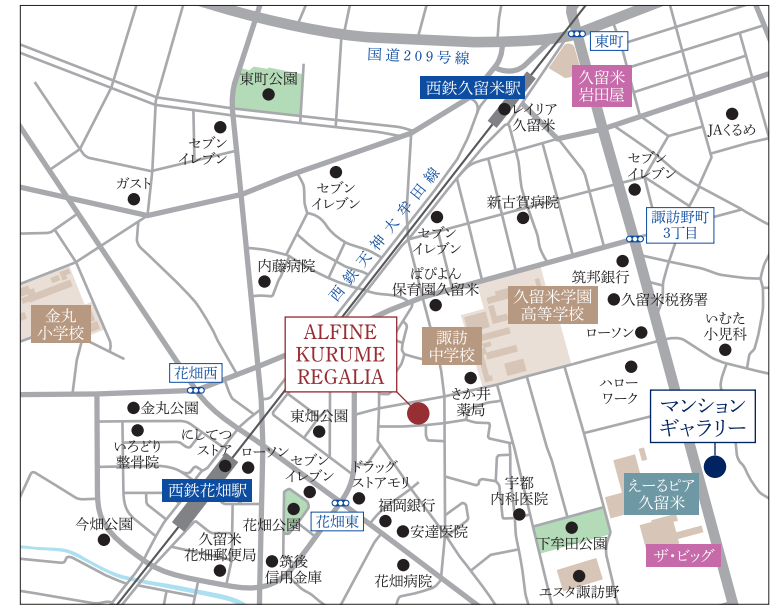 国道209号線
東町
東町公園
西鉄久留米駅
久留米
岩田屋
レイリア
久留米
JAくるめ
セブン
イレブン
セブン
イレブン
セブン
イレブン
ガスト
西鉄天神大牟田線
新古賀病院
諏訪野町
3丁目
セブン
イレブン
内藤病院
ぱぴよん
保育園久留米
筑邦銀行
久留米学園
高等学校
久留米税務署
金丸
小学校
ALFINE
KURUME
REGALIA
諏訪
中学校
ローソン
いむた
小児科
花畑西
さか井
薬局
ハロー
ワーク
金丸公園
東畑公園
マンション
ギャラリー
いろどり
整骨院
にしてつ
ストア
ローソン
セブン
イレブン
ドラッグ
ストアモリ
西鉄花畑駅
宇都
内科医院
えーるピア
久留米
今畑公園
花畑公園
花畑東
福岡銀行
安達医院
下牟田公園
久留米
花畑郵便局
筑後
信用金庫
花畑病院
ザ・ビッグ
エスタ諏訪野